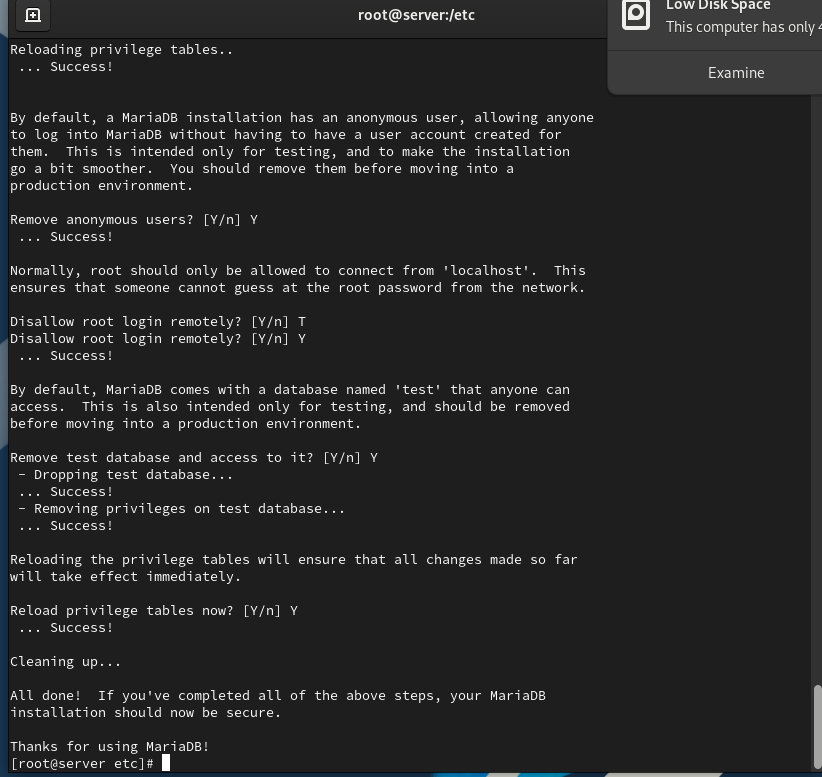 root@server:/etc
Low Disk Space
This computer has only 4
Examine
Reloading privilege tables..
 ... Success!
By default, a MariaDB installation has an anonymous user, allowing anyone
to log into MariaDB without having to have a user account created for
them.  This is intended only for testing, and to make the installation
go a bit smoother.  You should remove them before moving into a
production environment.
Remove anonymous users? [Y/n] Y
 ... Success!
Normally, root should only be allowed to connect from 'localhost'.  This
ensures that someone cannot guess at the root password from the network.
Disallow root login remotely? [Y/n] T
Disallow root login remotely? [Y/n] Y
 ... Success!
By default, MariaDB comes with a database named 'test' that anyone can
access.  This is also intended only for testing, and should be removed
before moving into a production environment.
Remove test database and access to it? [Y/n] Y
 - Dropping test database...
 ... Success!
 - Removing privileges on test database...
 ... Success!
Reloading the privilege tables will ensure that all changes made so far
will take effect immediately.
Reload privilege tables now? [Y/n] Y
 ... Success!
Cleaning up...
All done!  If you've completed all of the above steps, your MariaDB
installation should now be secure.
Thanks for using MariaDB!
[root@server etc]#